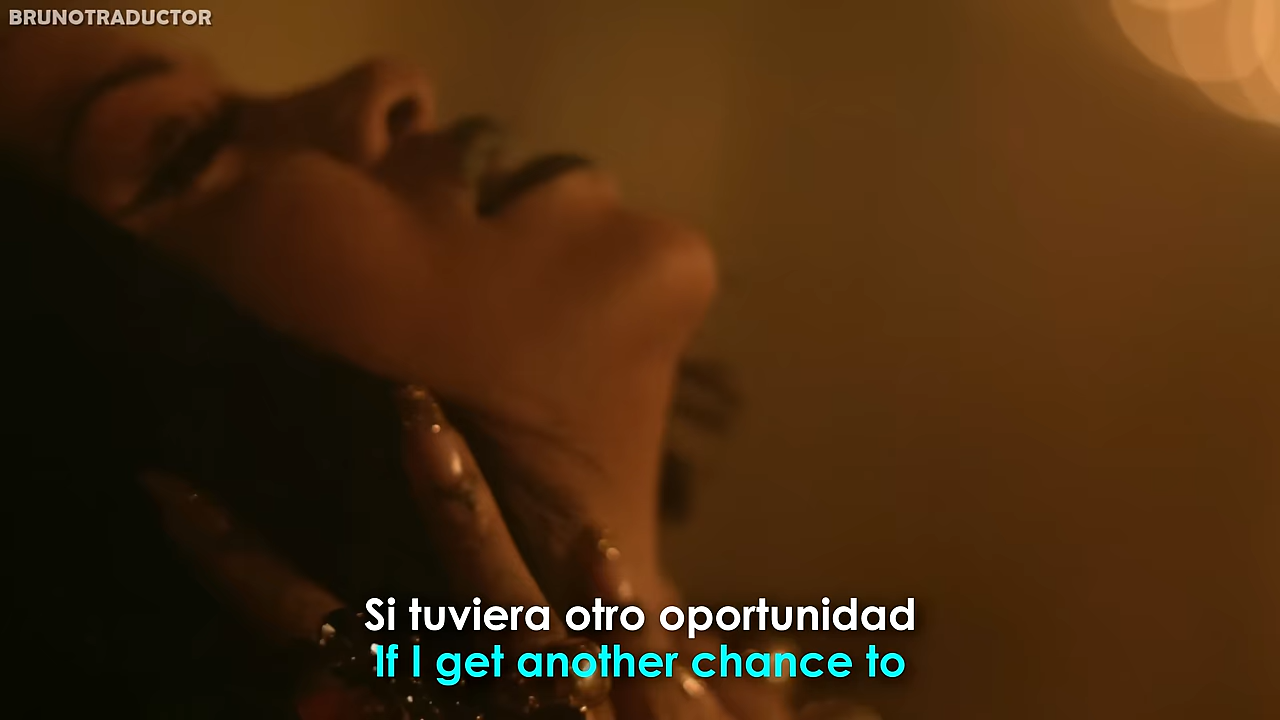 BRUNOTRADUCTOR
Si tuviera otro oportunidad
If I get another chance to